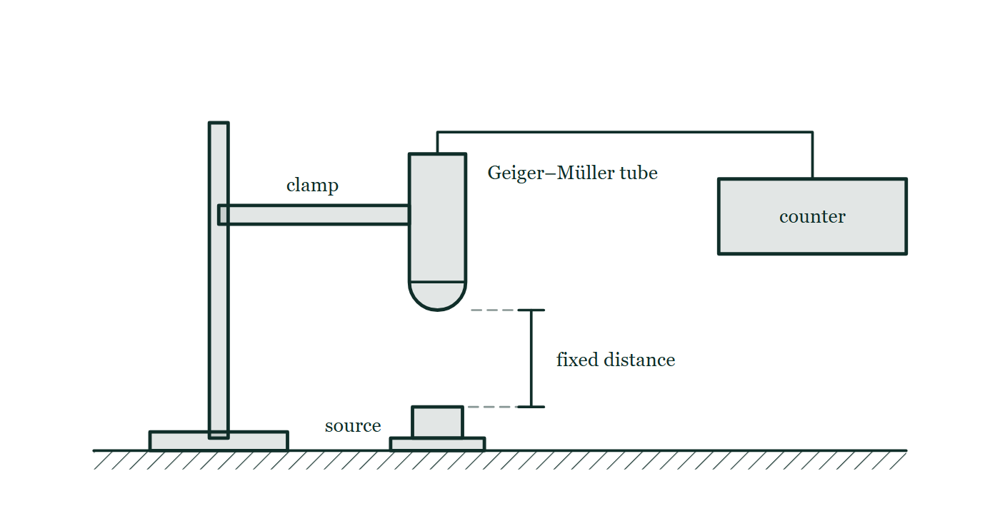 Geiger–Müller tube
clamp
counter
fixed distance
source